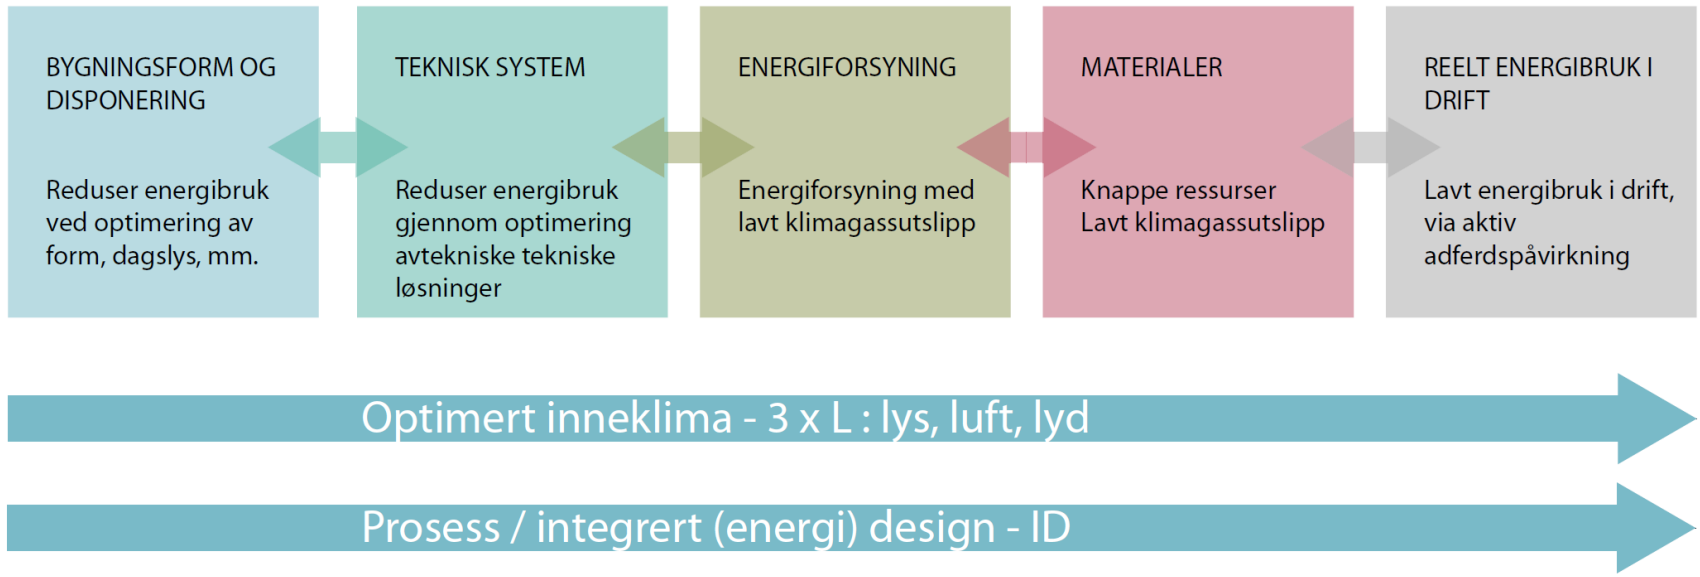 BYGNINGSFORM OG
DISPONERING
Reduser energibruk
ved optimering av
form, dagslys, mm.
TEKNISK SYSTEM
Reduser energibruk
gjennom optimering
avtekniske tekniske
løsninger
ENERGIFORSYNING
Energiforsyning med
lavt klimagassutslipp
MATERIALER
Knappe ressurser
Lavt klimagassutslipp
REELT ENERGIBRUK I
DRIFT
Lavt energibruk i drift,
via aktiv
adferdspåvirkning
Optimert inneklima - 3 x L : lys, luft, lyd
Prosess / integrert (energi) design - ID